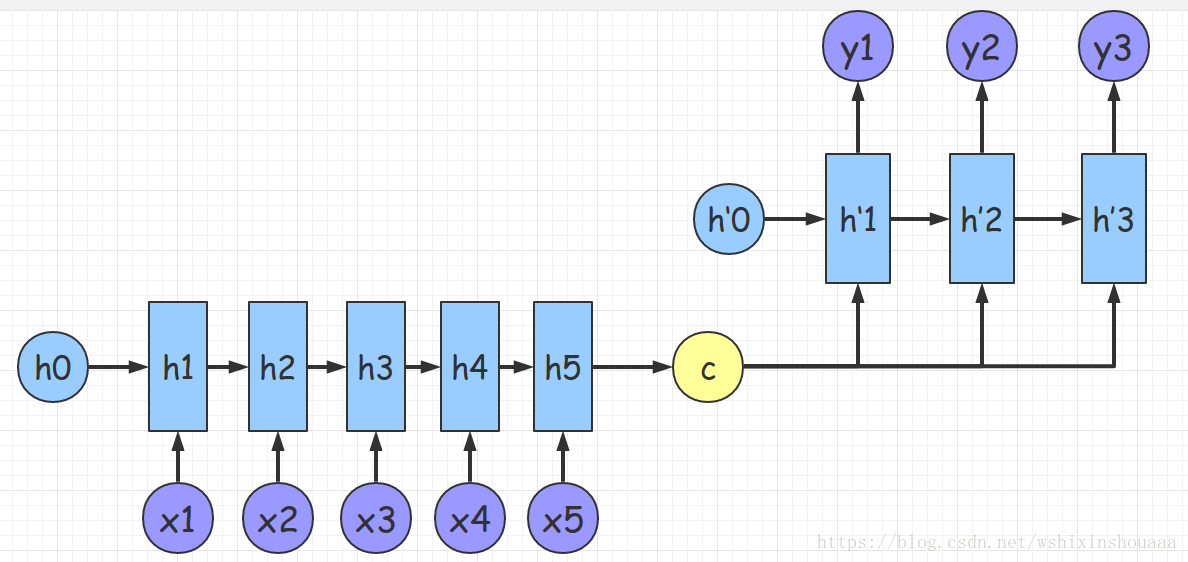 y1 y2 y3
h'0 h'1 h'2 h'3
h0 h1 h2 h3 h4 h5 c
x1 x2 x3 x4 x5
https://blog.csdn.net/wshixinshouaaa